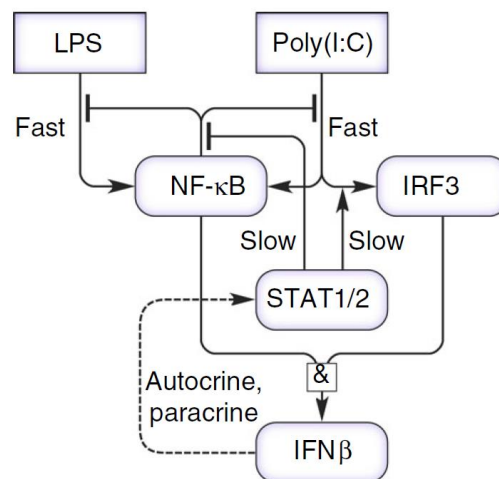 LPS
Poly(I:C)
Fast
Fast
NF-κB
IRF3
Slow
Slow
STAT1/2
&
Autocrine,
paracrine
IFNβ